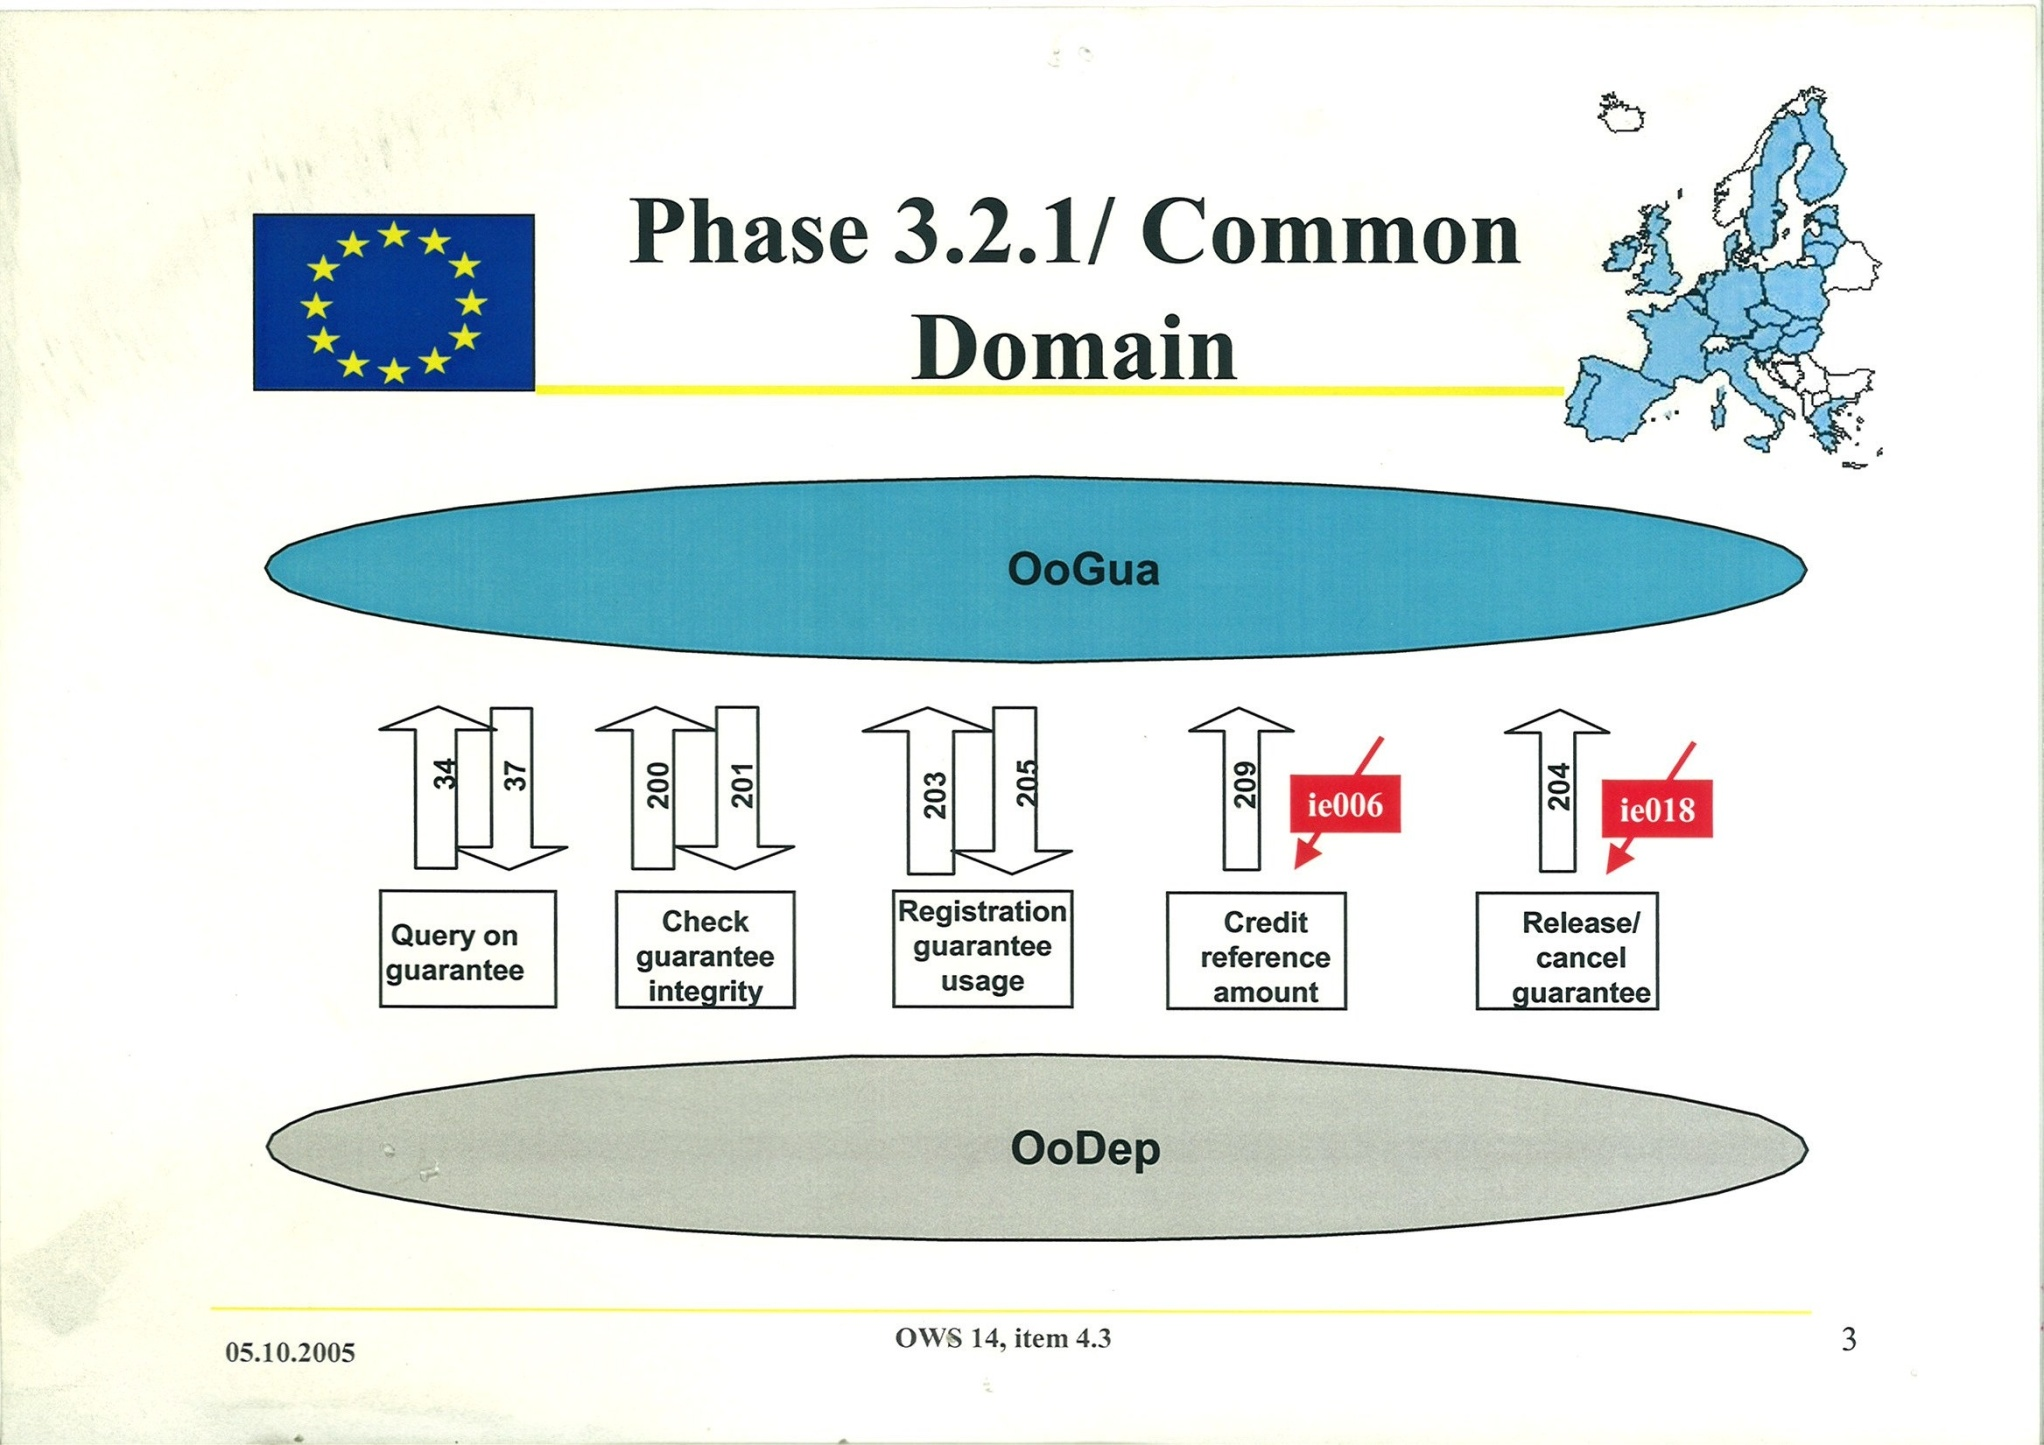 Phase 3.2.1/ Common
Domain
OoGua
34
37
200
201
203
205
209
ie006
204
ie018
Query on
guarantee
Check
guarantee
integrity
Registration
guarantee
usage
Credit
reference
amount
Release/
cancel
guarantee
OoDep
05.10.2005
OWS 14, item 4.3
3